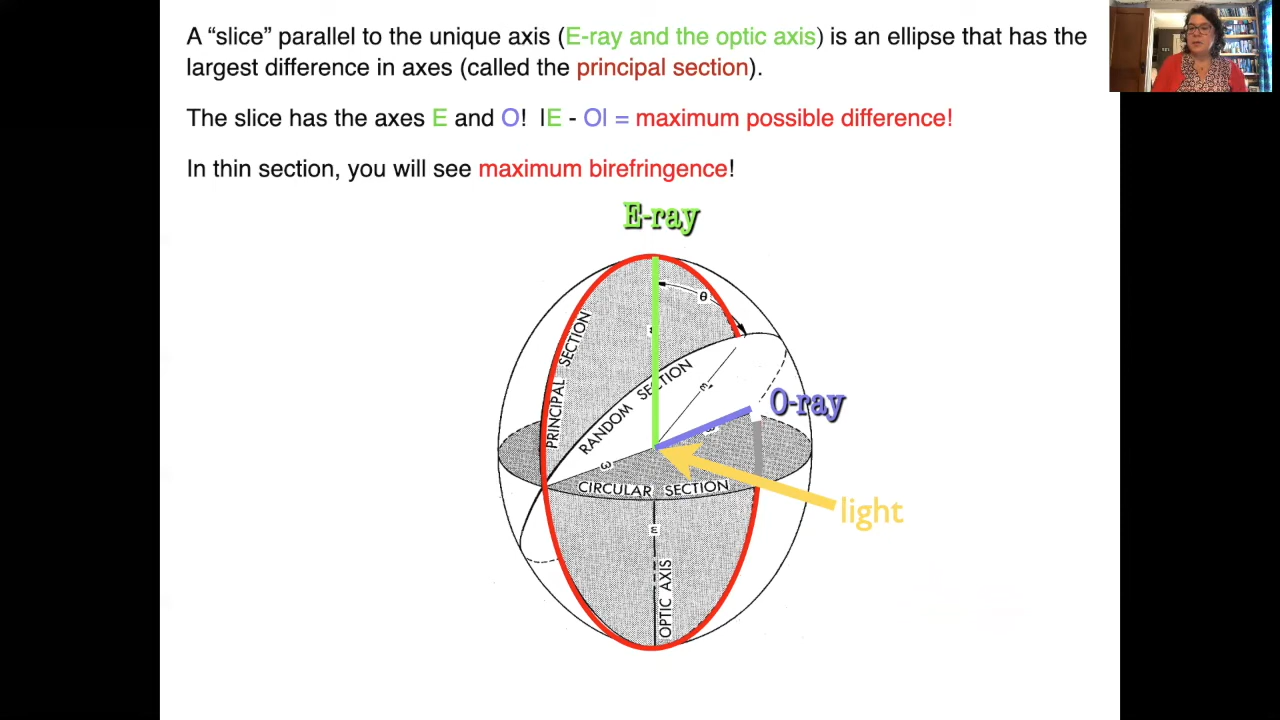 A “slice” parallel to the unique axis (E-ray and the optic axis) is an ellipse that has the
largest difference in axes (called the principal section).
The slice has the axes E and O! |E - O| = maximum possible difference!
In thin section, you will see maximum birefringence!
E-ray
θ
PRINCIPAL SECTION
ε
RANDOM SECTION
ε'
O-ray
ω
ω
CIRCULAR SECTION
light
ε
OPTIC AXIS